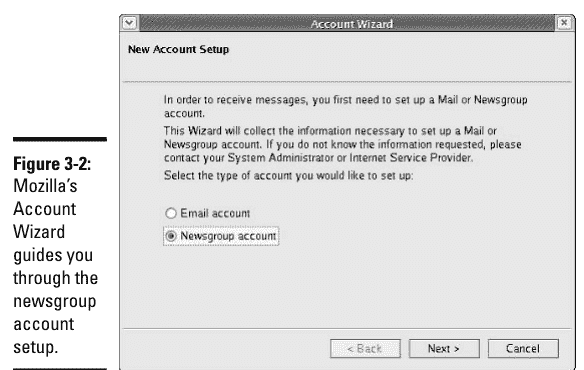 Account Wizard
New Account Setup
In order to receive messages, you first need to set up a Mail or Newsgroup
account.
This Wizard will collect the information necessary to set up a Mail or
Newsgroup account. If you do not know the information requested, please
contact your System Administrator or Internet Service Provider.
Select the type of account you would like to set up:
Email account
Newsgroup account
< Back
Next >
Cancel
Figure 3-2:
Mozilla's
Account
Wizard
guides you
through the
newsgroup
account
setup.